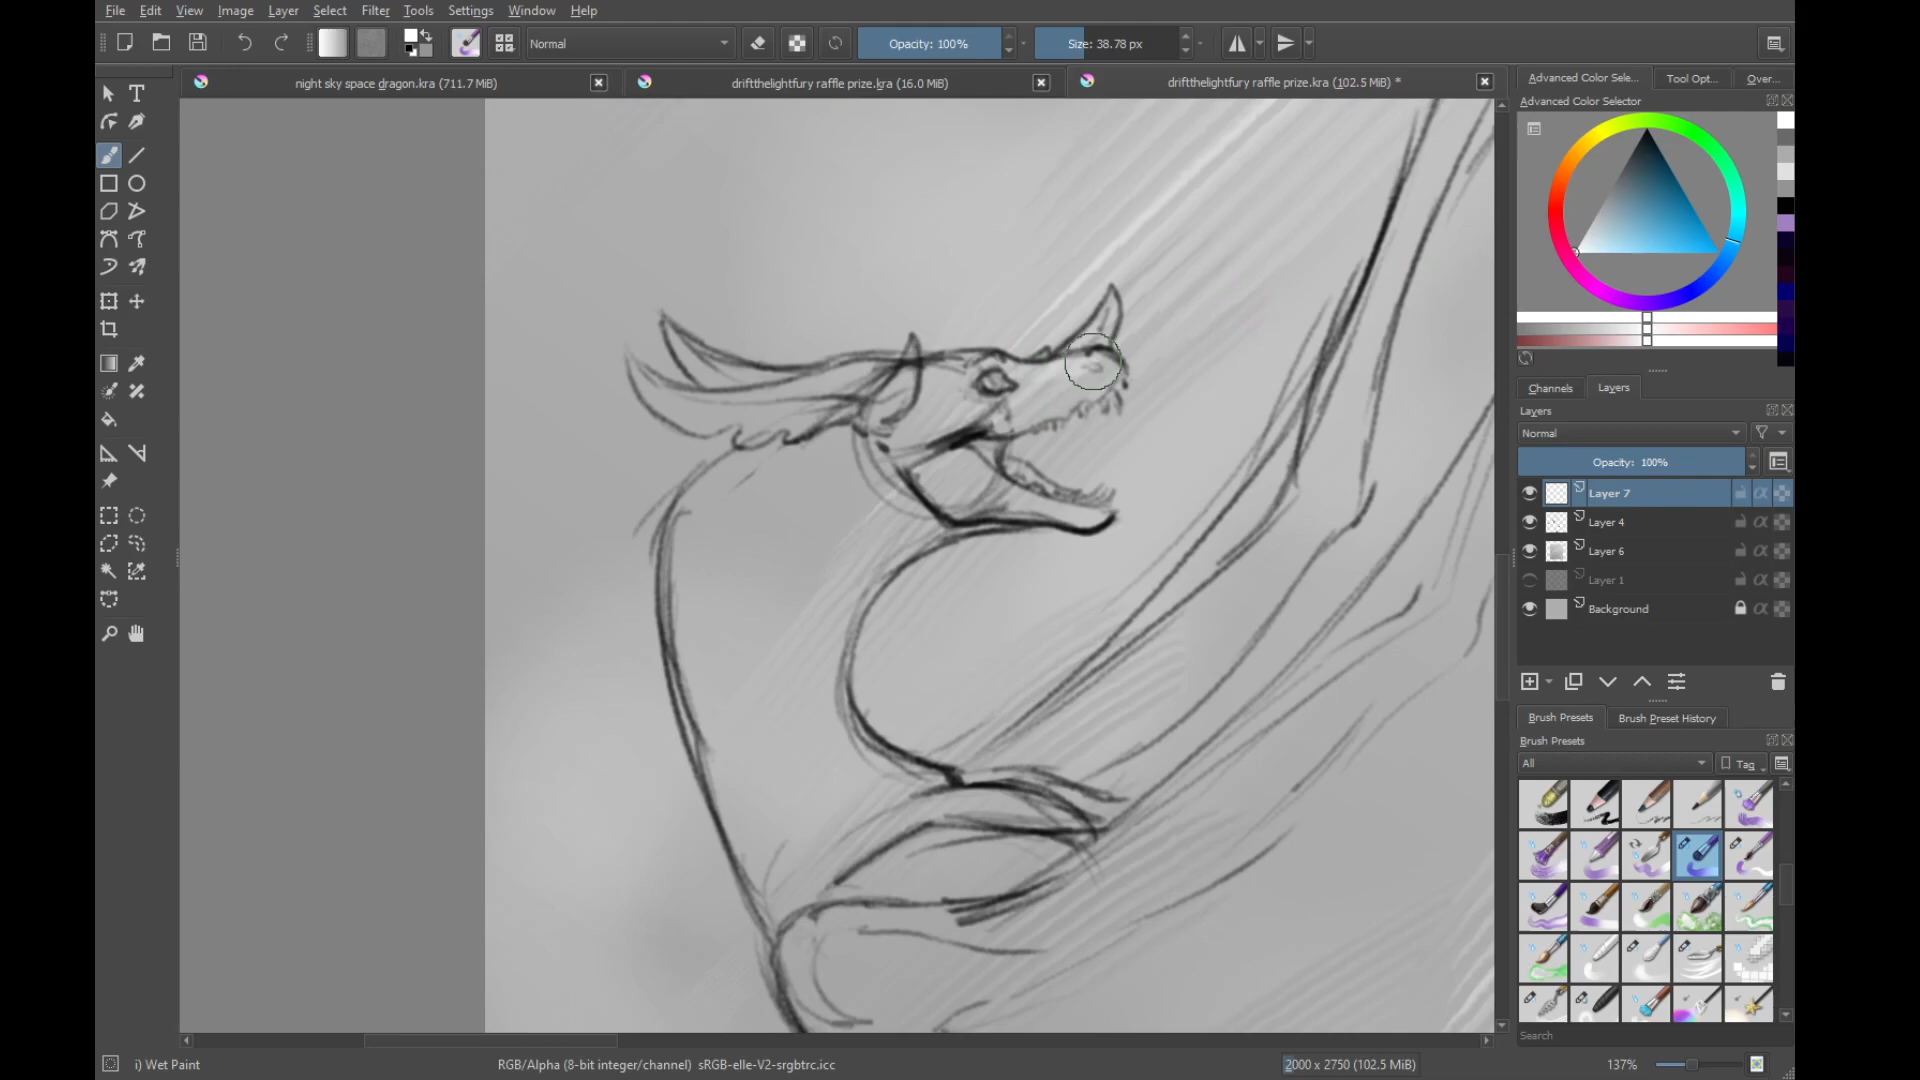 File Edit View Image Layer Select Filter Tools Settings Window Help
Normal Opacity: 100% Size: 38.78 px
night sky space dragon.kra (711.7 MiB) driftthelightfury raffle prize.kra (16.0 MiB) driftthelightfury raffle prize.kra (102.5 MiB) *
Advanced Color Sele... Tool Opt... Over...
Advanced Color Selector
Channels Layers
Layers
Normal
Opacity: 100%
Layer 7
Layer 4
Layer 6
Layer 1
Background
Brush Presets Brush Preset History
Brush Presets
All Tag
Search
i) Wet Paint RGB/Alpha (8-bit integer/channel) sRGB-elle-V2-srgbtrc.icc 2000 x 2750 (102.5 MiB) 137%